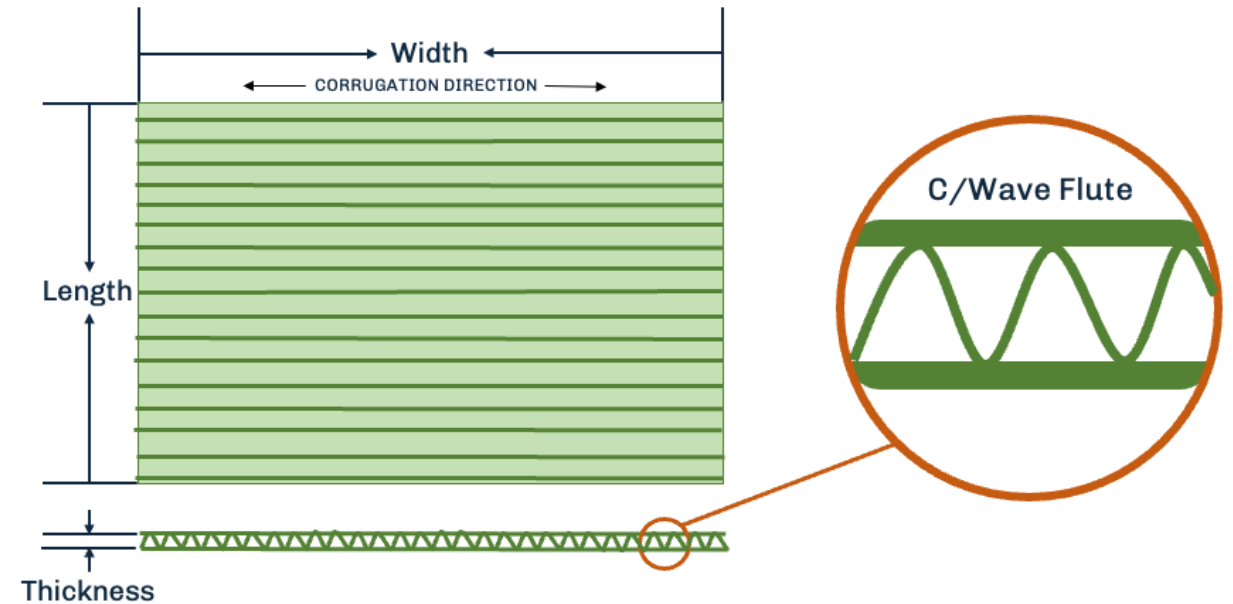 Width
CORRUGATION DIRECTION
C/Wave Flute
Length
Thickness